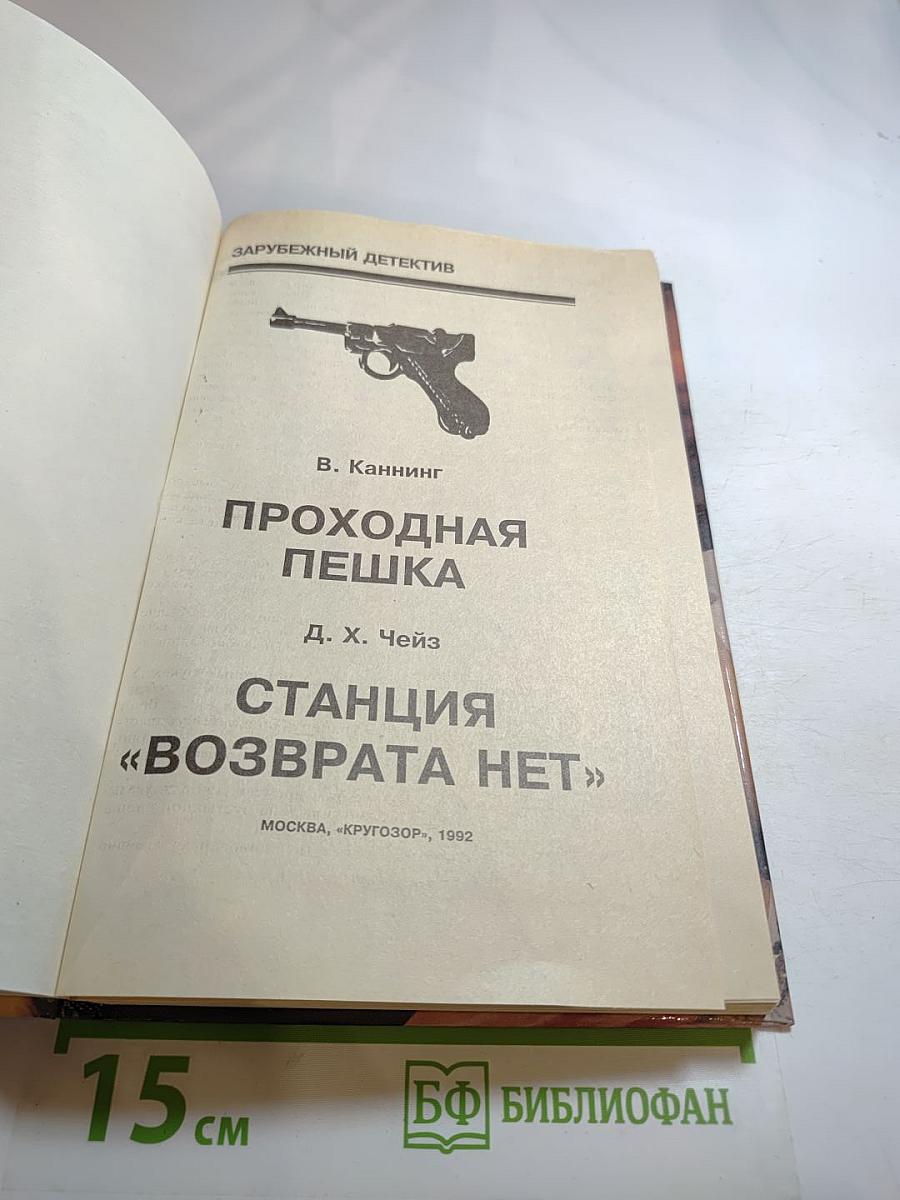 ЗАРУБЕЖНЫЙ ДЕТЕКТИВ
В. Каннинг
ПРОХОДНАЯ
ПЕШКА
Д. Х. Чейз
СТАНЦИЯ
«ВОЗВРАТА НЕТ»
МОСКВА, «КРУГОЗОР», 1992
15 см
БФ БИБЛИОФАН